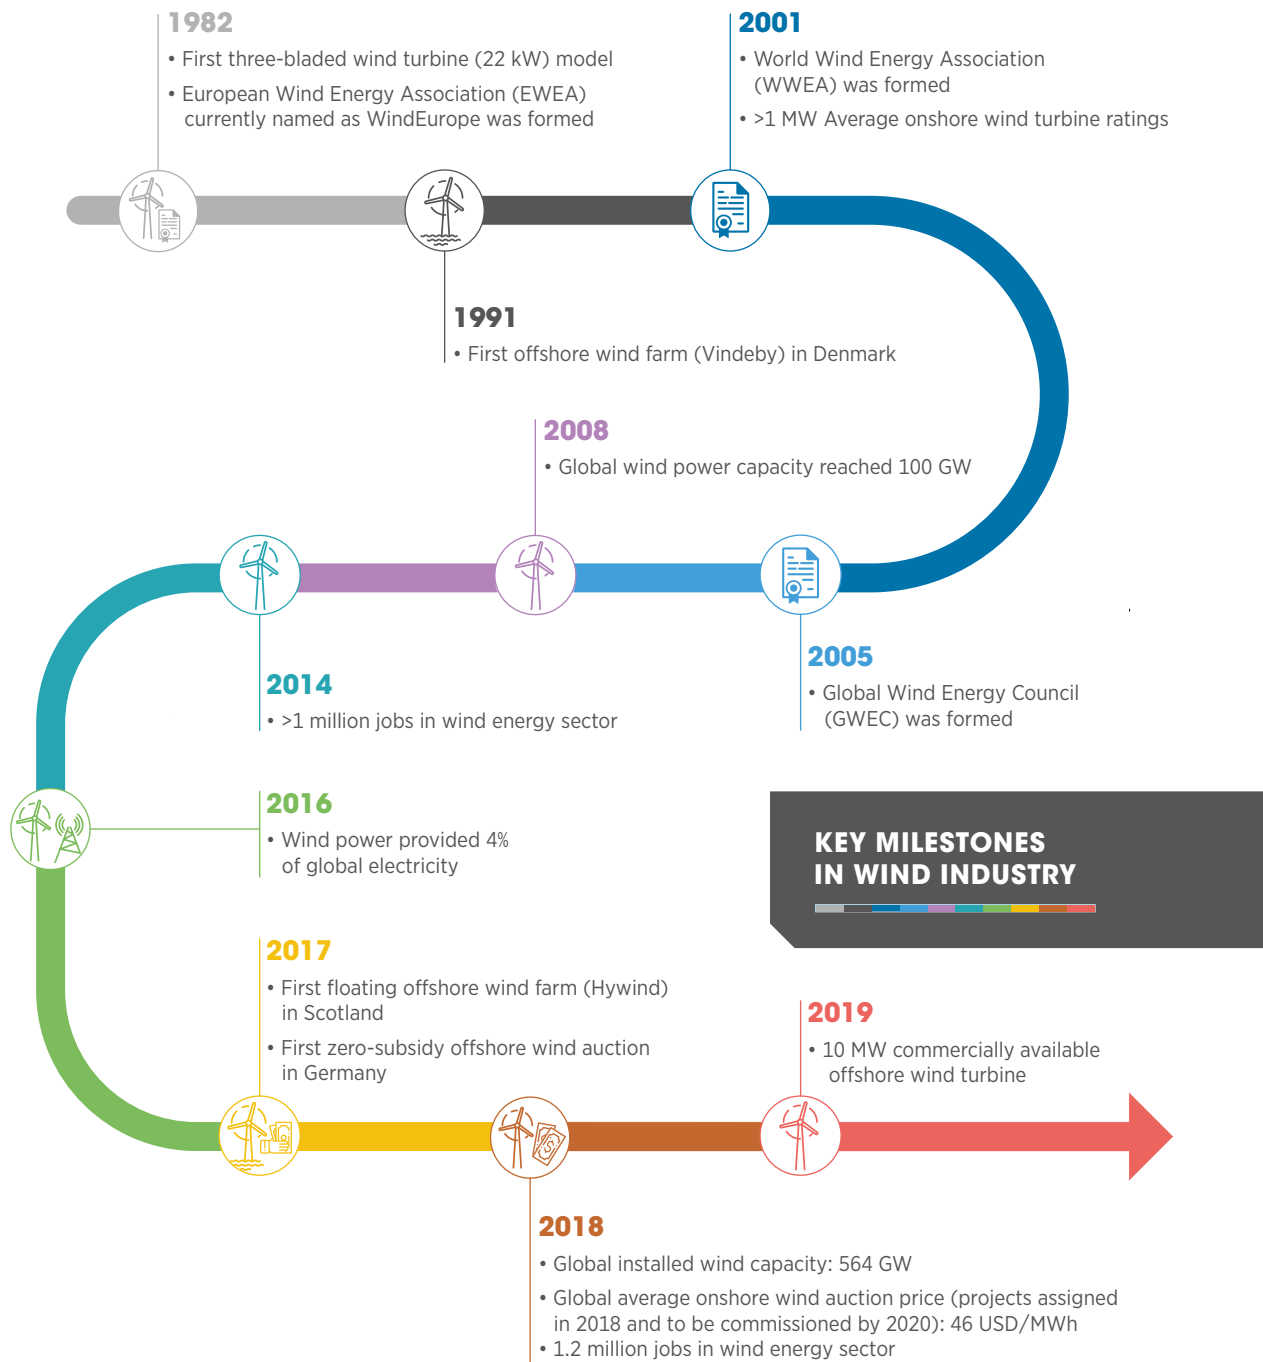 1982
• First three-bladed wind turbine (22 kW) model
• European Wind Energy Association (EWEA)
currently named as WindEurope was formed
2001
• World Wind Energy Association
(WWEA) was formed
• >1 MW Average onshore wind turbine ratings
1991
• First offshore wind farm (Vindeby) in Denmark
2008
• Global wind power capacity reached 100 GW
2005
• Global Wind Energy Council
(GWEC) was formed
2014
• >1 million jobs in wind energy sector
2016
• Wind power provided 4%
of global electricity
KEY MILESTONES
IN WIND INDUSTRY
2017
• First floating offshore wind farm (Hywind)
in Scotland
• First zero-subsidy offshore wind auction
in Germany
2019
• 10 MW commercially available
offshore wind turbine
2018
• Global installed wind capacity: 564 GW
• Global average onshore wind auction price (projects assigned
in 2018 and to be commissioned by 2020): 46 USD/MWh
• 1.2 million jobs in wind energy sector